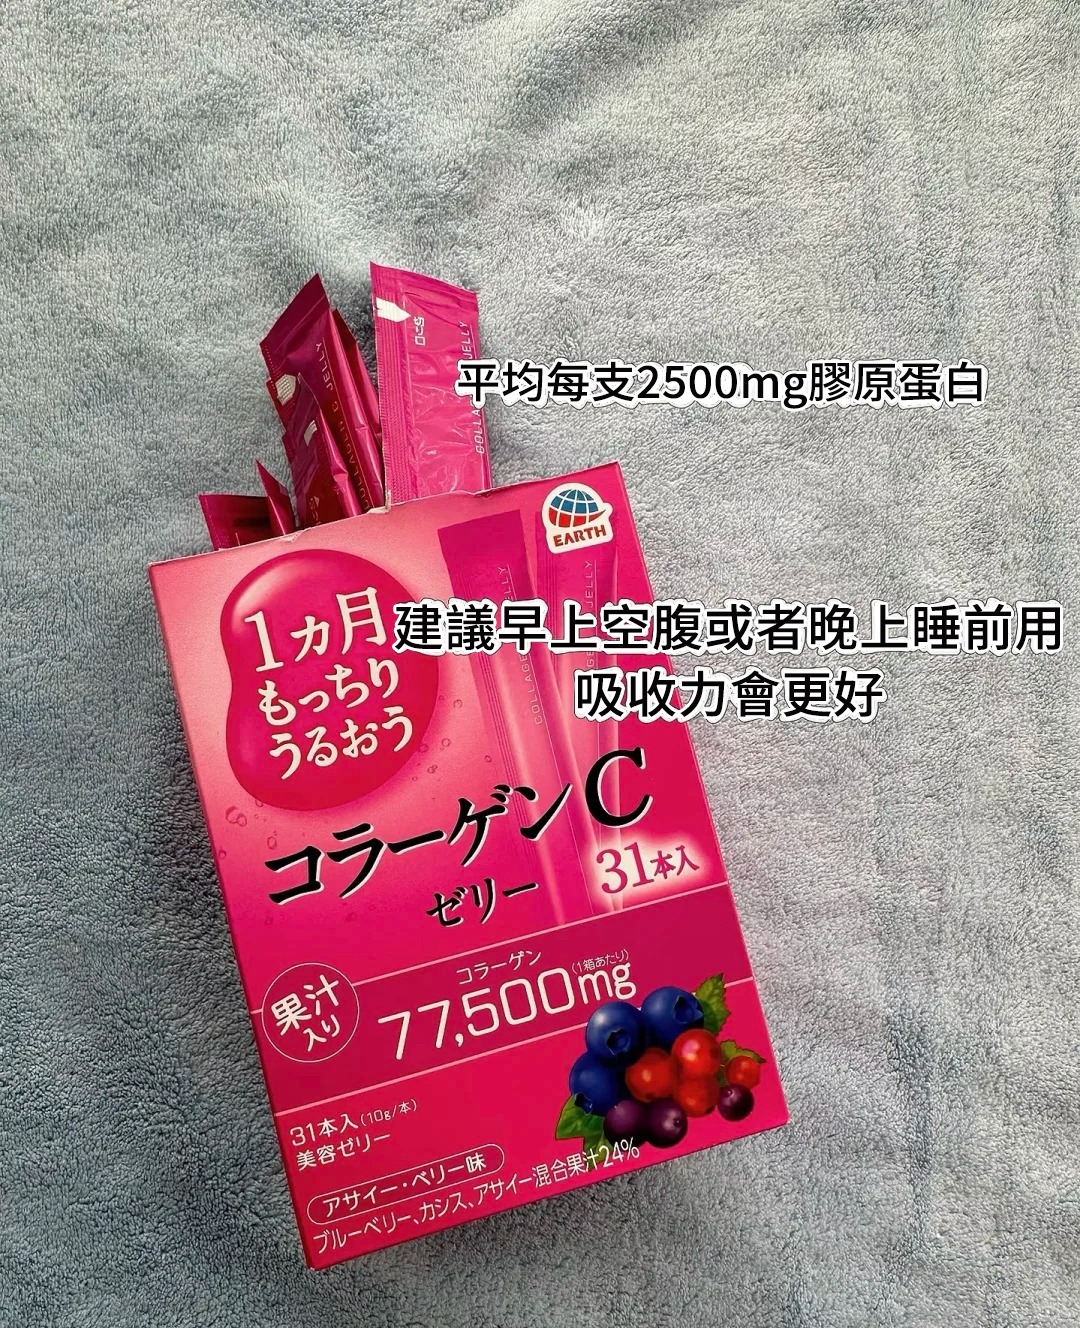 COLLAGEN C JELLY
平均每支2500mg膠原蛋白
EARTH
1ヵ月
もっちり
うるおう
建議早上空腹或者晚上睡前用
吸收力會更好
コラーゲンC
ゼリー
31本入
果汁
入り
コラーゲン
(1箱あたり)
77,500mg
31本入(10g/本)
美容ゼリー
アサイー・ベリー味
ブルーベリー、カシス、アサイー混合果汁24%